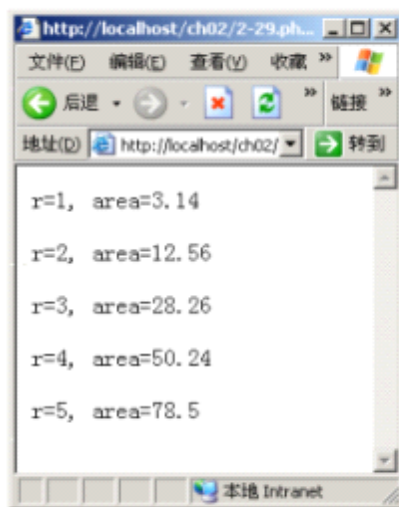 http://localhost/ch02/2-29.ph...
文件(F) 编辑(E) 查看(V) 收藏 »
后退 » 链接 »
地址(D) http://localhost/ch02/ 转到
r=1, area=3.14
r=2, area=12.56
r=3, area=28.26
r=4, area=50.24
r=5, area=78.5
本地 Intranet